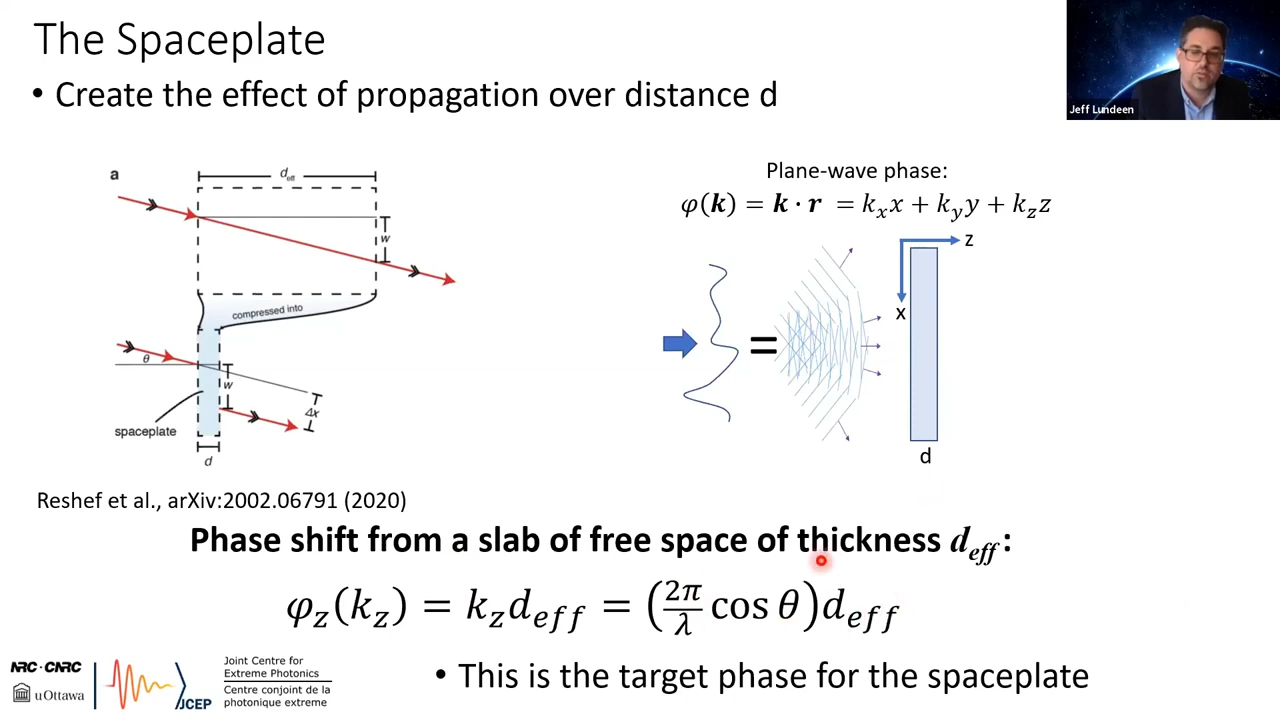 The Spaceplate
• Create the effect of propagation over distance d
Jeff Lundeen
a
d_eff
w
compressed into
θ
w
Δx
spaceplate
d
Plane-wave phase:
φ(k) = k · r = k_x x + k_y y + k_z z
z
x
=
d
Reshef et al., arXiv:2002.06791 (2020)
Phase shift from a slab of free space of thickness d_eff:
φ_z(k_z) = k_z d_eff = (2π/λ cos θ) d_eff
• This is the target phase for the spaceplate
NRC·CNRC
uOttawa
JCEP
Joint Centre for
Extreme Photonics
Centre conjoint de la
photonique extreme